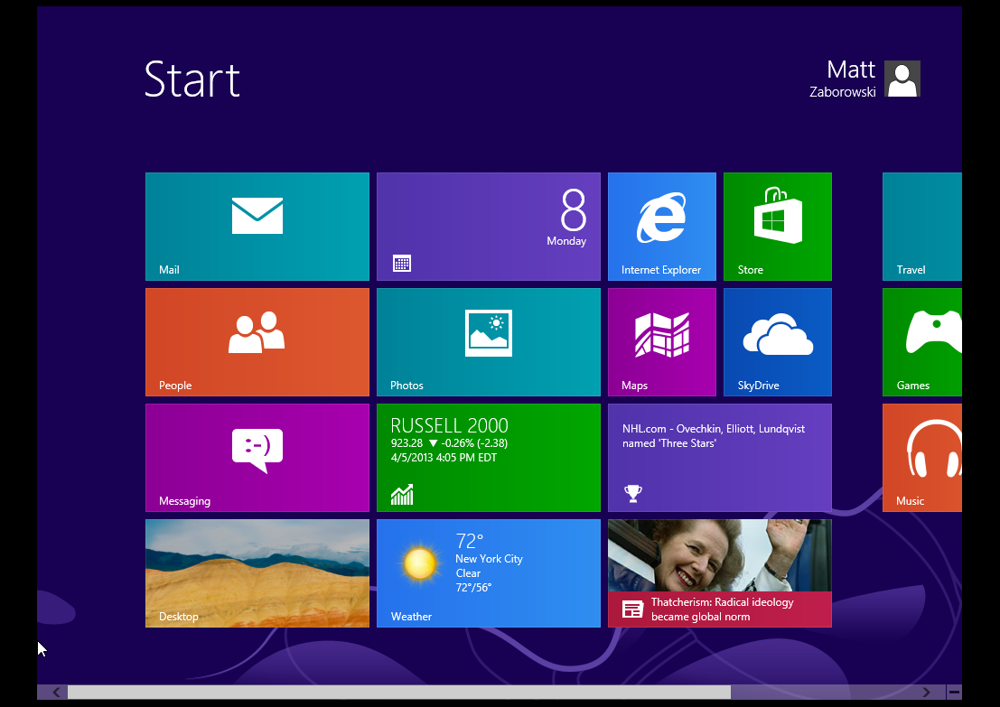 Start
Matt
Zaborowski
Mail
8
Monday
Internet Explorer
Store
Travel
People
Photos
Maps
SkyDrive
Games
:-)
Messaging
RUSSELL 2000
923.28 ▼ -0.26% (-2.38)
4/5/2013 4:05 PM EDT
NHL.com - Ovechkin, Elliott, Lundqvist
named 'Three Stars'
Music
Desktop
72°
New York City
Clear
72°/56°
Weather
Thatcherism: Radical ideology
became global norm